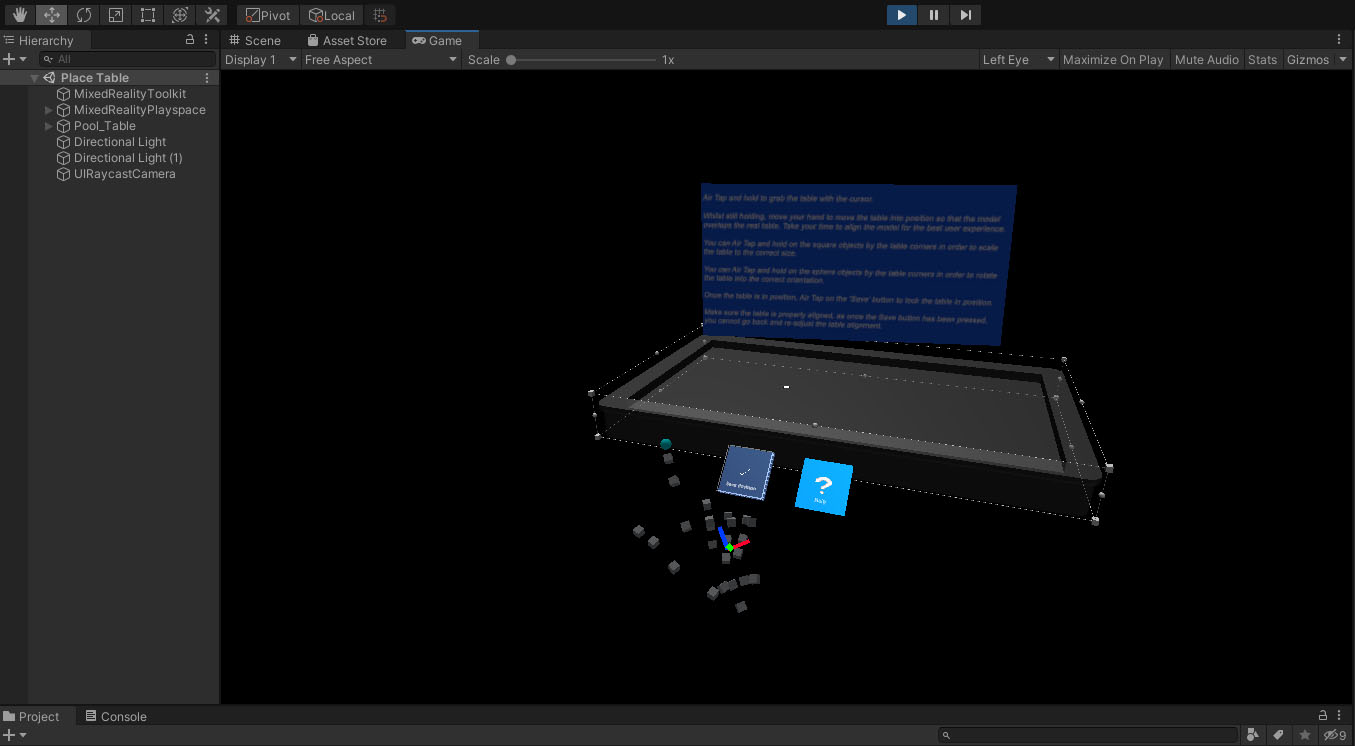 Pivot
Local
Hierarchy
Scene
Asset Store
Game
All
Display 1
Free Aspect
Scale
1x
Left Eye
Maximize On Play
Mute Audio
Stats
Gizmos
Place Table
MixedRealityToolkit
MixedRealityPlayspace
Pool_Table
Directional Light
Directional Light (1)
UIRaycastCamera
Air Tap and hold to grab the table with the cursor.
Whilst still holding, move your hand to move the table into position so that the model
overlaps the real table. Take your time to align the model for the best user experience.
You can Air Tap and hold on the square objects by the table corners in order to scale
the table to the correct size.
You can Air Tap and hold on the sphere objects by the table corners in order to rotate
the table into the correct orientation.
Once the table is in position, Air Tap on the 'Save' button to lock the table in position.
Make sure the table is properly aligned, as once the Save button has been pressed,
you cannot go back and re-adjust the table alignment.
Save Position
?
Project
Console
9